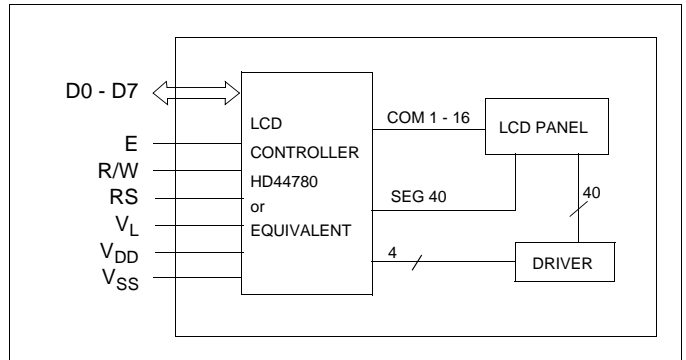 D0 - D7
E
R/W
RS
VL
VDD
VSS
LCD
CONTROLLER
HD44780
or
EQUIVALENT
COM 1 - 16
SEG 40
4
LCD PANEL
40
DRIVER